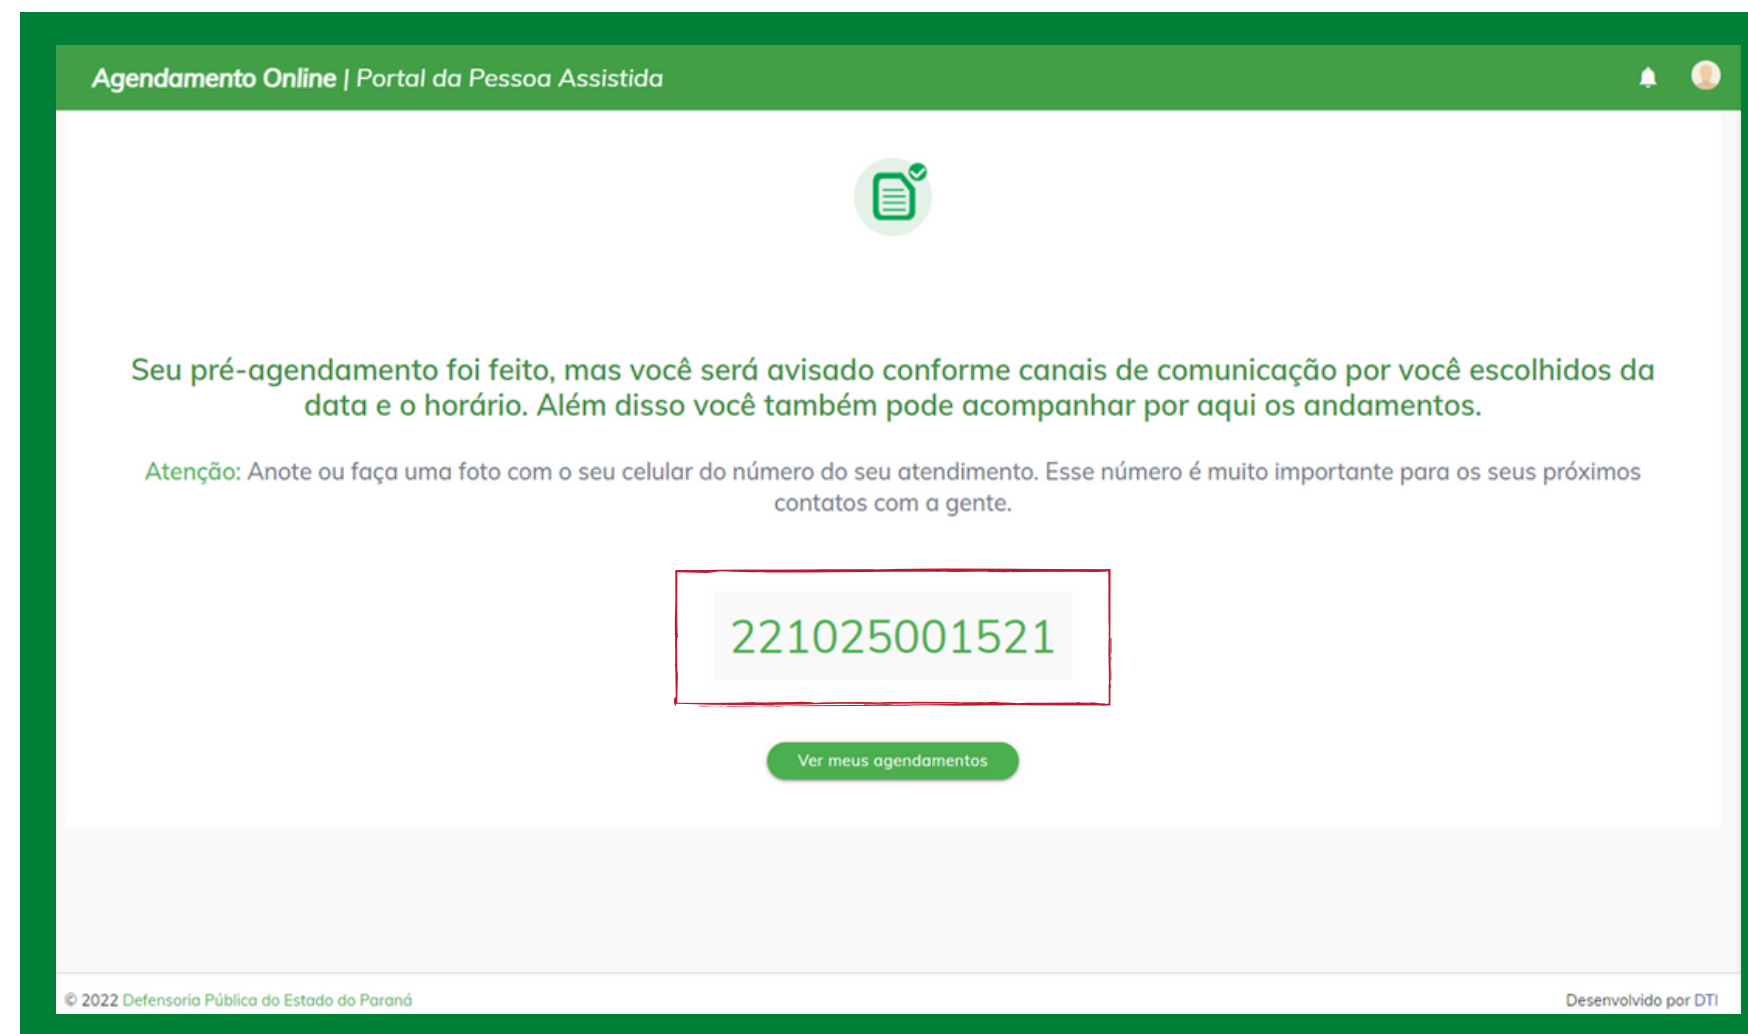 Agendamento Online | Portal da Pessoa Assistida
Seu pré-agendamento foi feito, mas você será avisado conforme canais de comunicação por você escolhidos da
data e o horário. Além disso você também pode acompanhar por aqui os andamentos.
Atenção: Anote ou faça uma foto com o seu celular do número do seu atendimento. Esse número é muito importante para os seus próximos
contatos com a gente.
221025001521
Ver meus agendamentos
© 2022 Defensoria Pública do Estado do Paraná
Desenvolvido por DTI